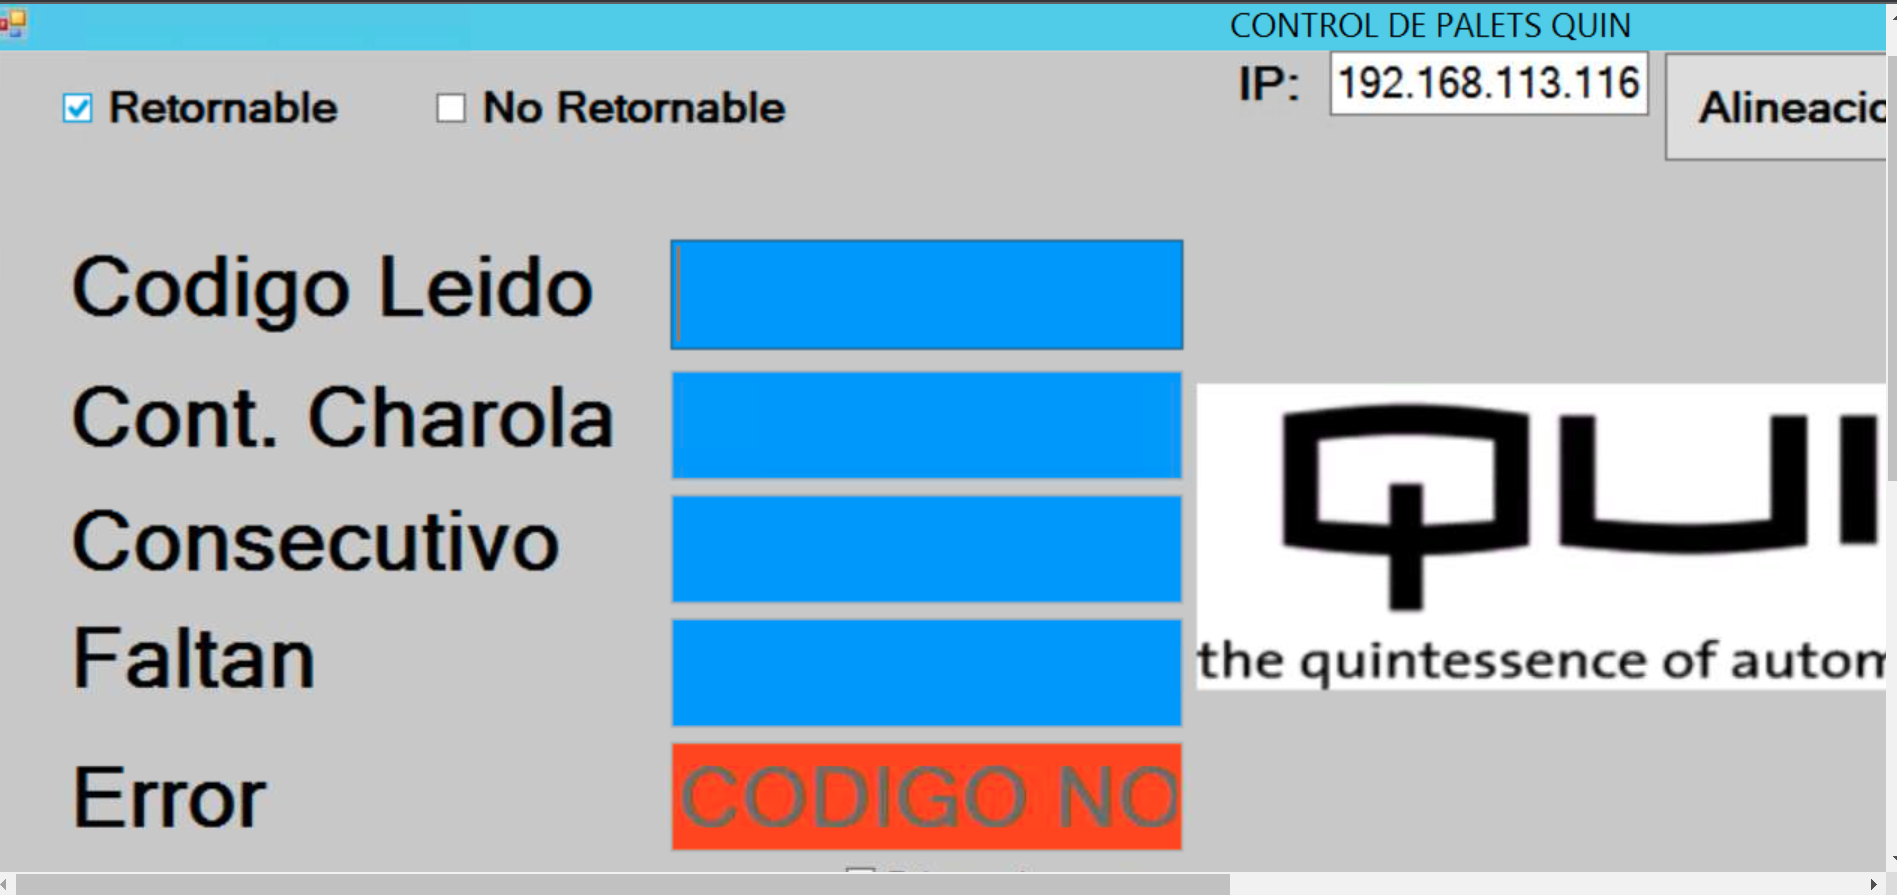 CONTROL DE PALETS QUIN
Retornable
No Retornable
IP:
192.168.113.116
Alineacio
Codigo Leido
Cont. Charola
Consecutivo
Faltan
Error
CODIGO NO
QUI
the quintessence of autom